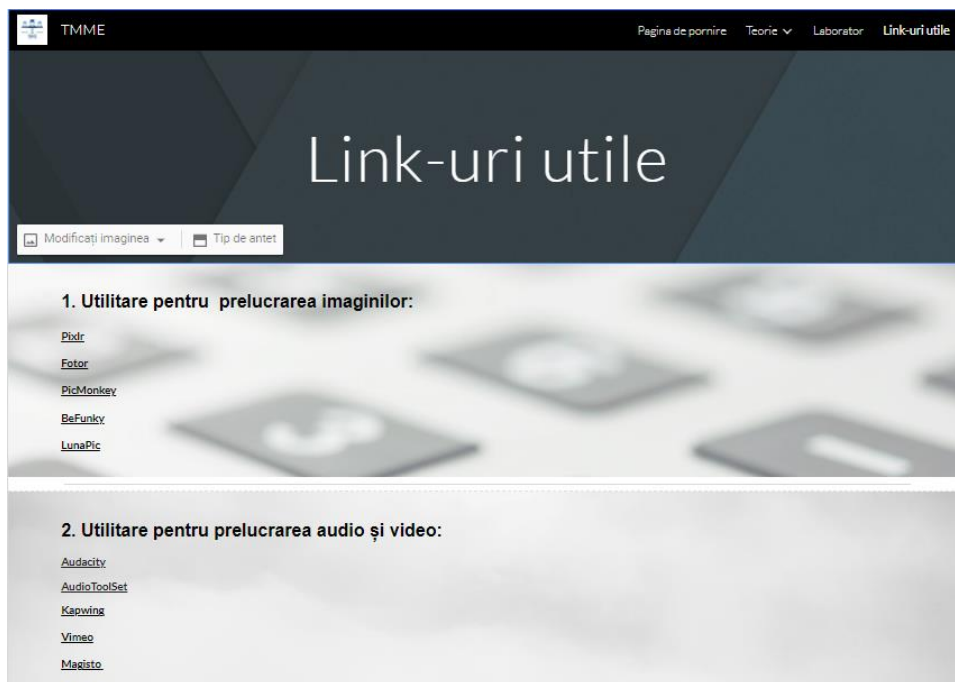 TMME
Pagina de pornire Teorie Laborator Link-uri utile
Link-uri utile
Modificați imaginea Tip de antet
1. Utilitare pentru prelucrarea imaginilor:
Pixlr
Fotor
PicMonkey
BeFunky
LunaPic
2. Utilitare pentru prelucrarea audio și video:
Audacity
AudioToolSet
Kapwing
Vimeo
Magisto